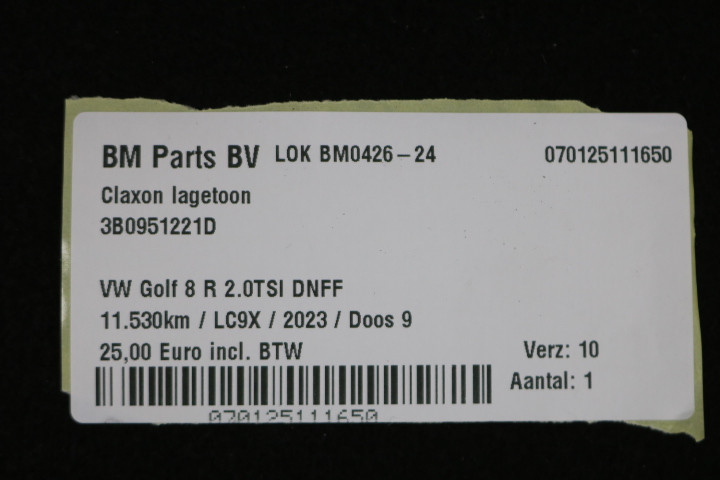 BM Parts BV LOK BM0426-24 070125111650
Claxon lagetoon
3B0951221D
VW Golf 8 R 2.0TSI DNFF
11.530km / LC9X / 2023 / Doos 9
25,00 Euro incl. BTW Verz: 10
Aantal: 1
070125111650